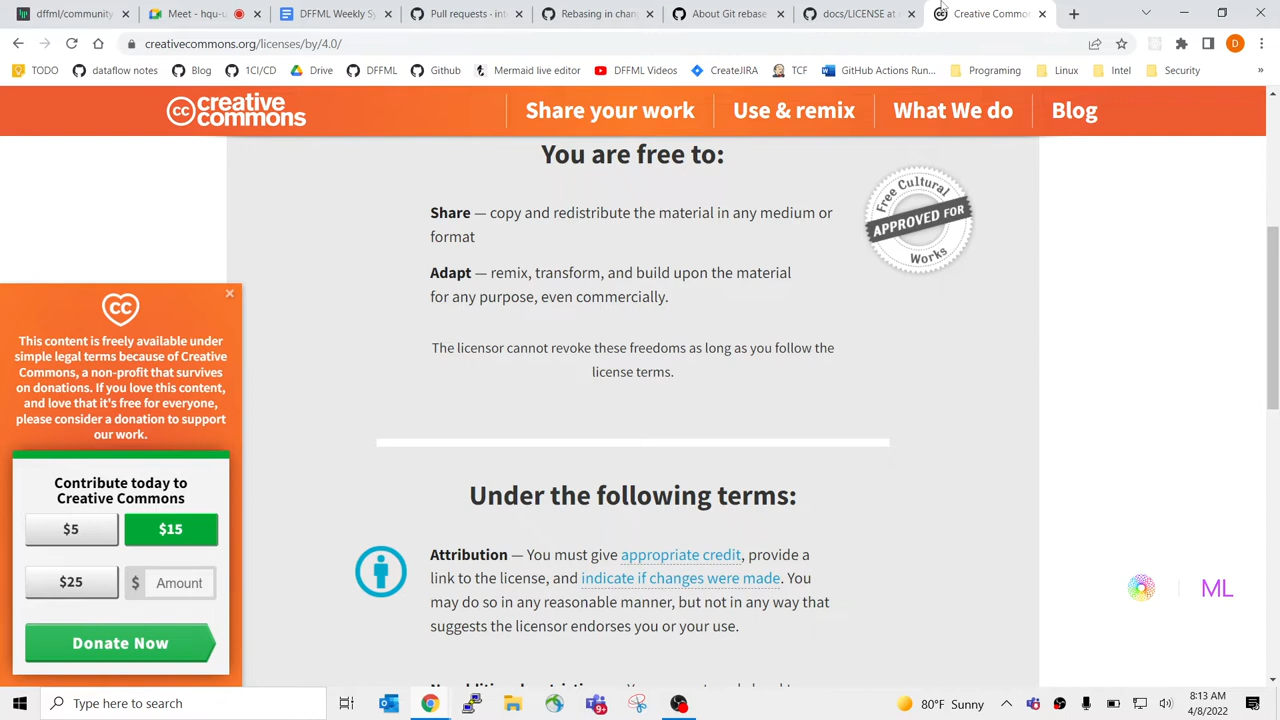 dffml/communit
Meet - hqu-u
DFFML Weekly Sy
Pull requests - int
Rebasing in chan
About Git rebase
docs/LICENSE at
Creative Commo
creativecommons.org/licenses/by/4.0/
D
TODO
dataflow notes
Blog
1CI/CD
Drive
DFFML
Github
Mermaid live editor
DFFML Videos
CreateJIRA
TCF
GitHub Actions Run...
Programing
Linux
Intel
Security
»
cc creative commons
Share your work
Use & remix
What We do
Blog
You are free to:
Share — copy and redistribute the material in any medium or
format
Adapt — remix, transform, and build upon the material
for any purpose, even commercially.
Free Cultural
APPROVED FOR
Works
The licensor cannot revoke these freedoms as long as you follow the
license terms.
Under the following terms:
Attribution — You must give appropriate credit, provide a
link to the license, and indicate if changes were made. You
may do so in any reasonable manner, but not in any way that
suggests the licensor endorses you or your use.
×
CC
This content is freely available under
simple legal terms because of Creative
Commons, a non-profit that survives
on donations. If you love this content,
and love that it's free for everyone,
please consider a donation to support
our work.
Contribute today to
Creative Commons
$5
$15
$25
$ Amount
Donate Now
ML
Type here to search
9+
80°F Sunny
8:13 AM
4/8/2022